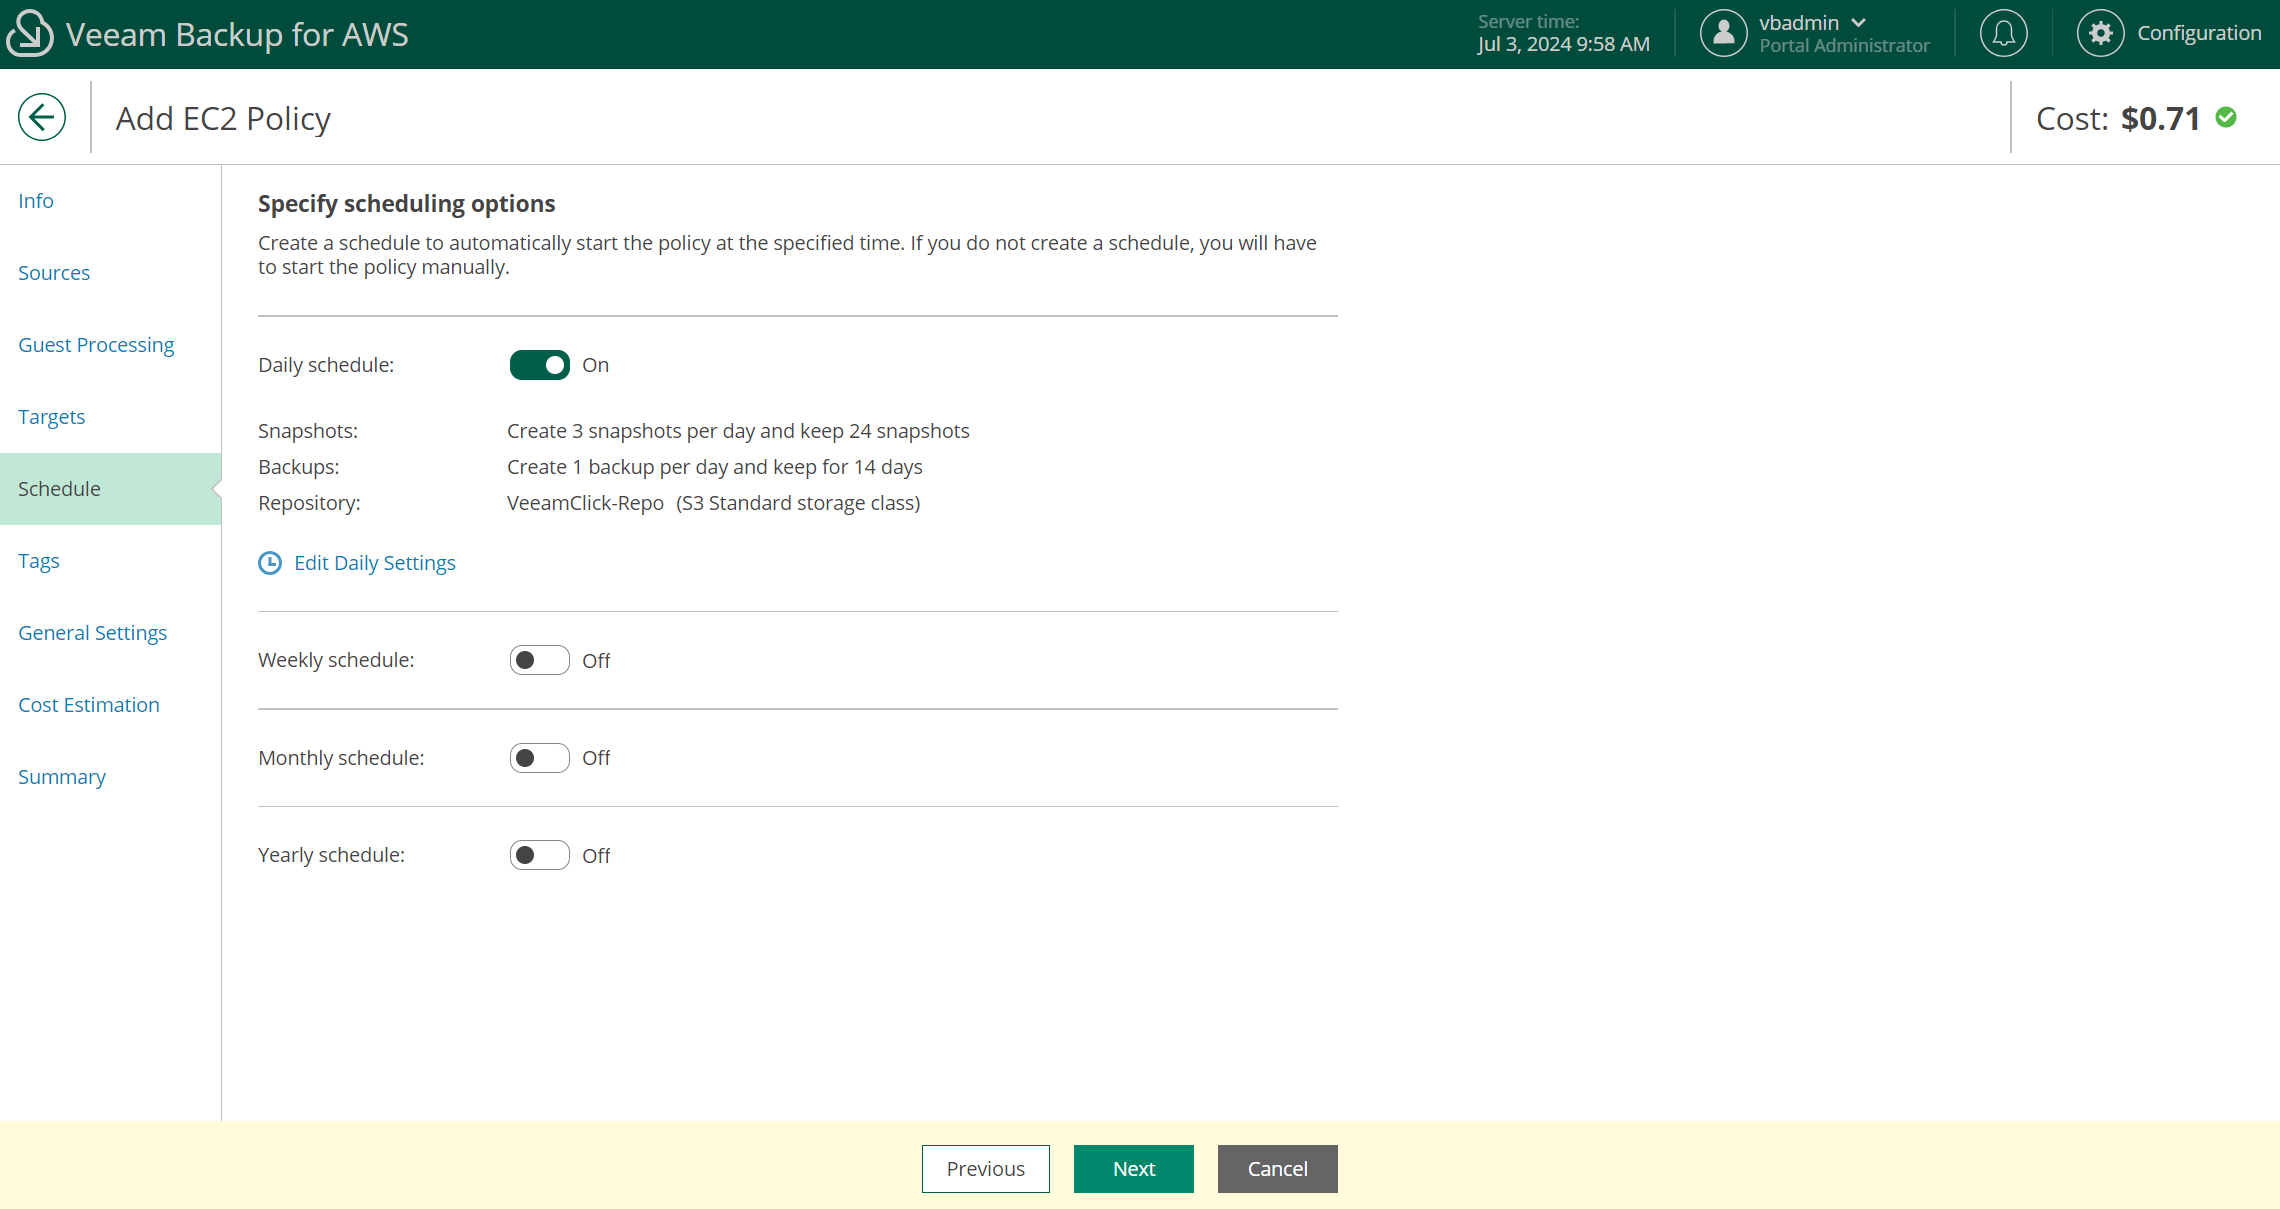 Veeam Backup for AWS
Server time:
Jul 3, 2024 9:58 AM
vbadmin
Portal Administrator
Configuration
Add EC2 Policy
Cost: $0.71
Info
Sources
Guest Processing
Targets
Schedule
Tags
General Settings
Cost Estimation
Summary
Specify scheduling options
Create a schedule to automatically start the policy at the specified time. If you do not create a schedule, you will have
to start the policy manually.
Daily schedule: On
Snapshots: Create 3 snapshots per day and keep 24 snapshots
Backups: Create 1 backup per day and keep for 14 days
Repository: VeeamClick-Repo (S3 Standard storage class)
Edit Daily Settings
Weekly schedule: Off
Monthly schedule: Off
Yearly schedule: Off
Previous Next Cancel